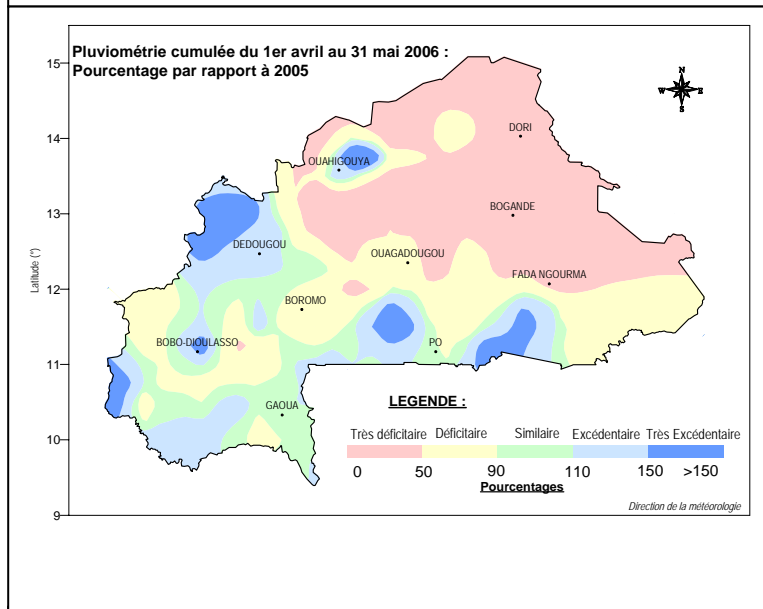 Pluviométrie cumulée du 1er avril au 31 mai 2006 :
Pourcentage par rapport à 2005
N
W E
S
15
14
13
12
11
10
9
Latitude (°)
DORI
OUAHIGOUYA
BOGANDE
DEDOUGOU
OUAGADOUGOU
FADA NGOURMA
BOROMO
BOBO-DIOULASSO
PO
GAOUA
LEGENDE :
Très déficitaire Déficitaire Similaire Excédentaire Très Excédentaire
0 50 90 110 150 >150
Pourcentages
Direction de la météorologie